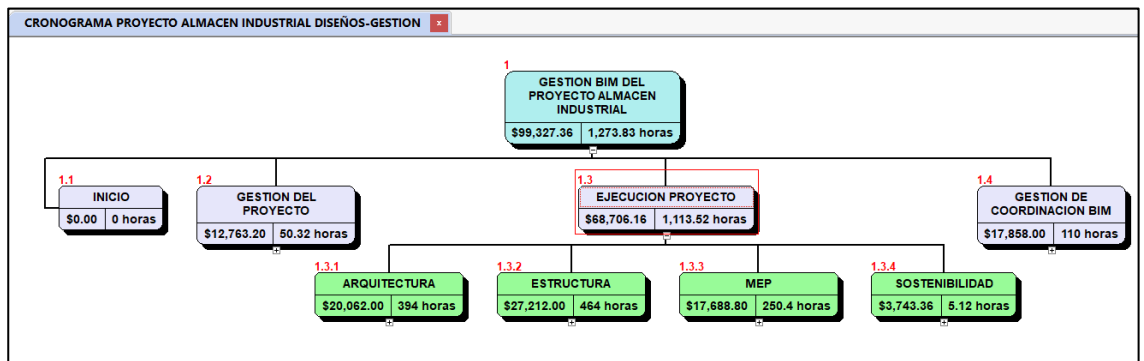 CRONOGRAMA PROYECTO ALMACEN INDUSTRIAL DISEÑOS-GESTION x
1
GESTION BIM DEL
PROYECTO ALMACEN
INDUSTRIAL
$99,327.36 1,273.83 horas
1.1
INICIO
$0.00 0 horas
1.2
GESTION DEL
PROYECTO
$12,763.20 50.32 horas
1.3
EJECUCION PROYECTO
$68,706.16 1,113.52 horas
1.4
GESTION DE
COORDINACION BIM
$17,858.00 110 horas
1.3.1
ARQUITECTURA
$20,062.00 394 horas
1.3.2
ESTRUCTURA
$27,212.00 464 horas
1.3.3
MEP
$17,688.80 250.4 horas
1.3.4
SOSTENIBILIDAD
$3,743.36 5.12 horas